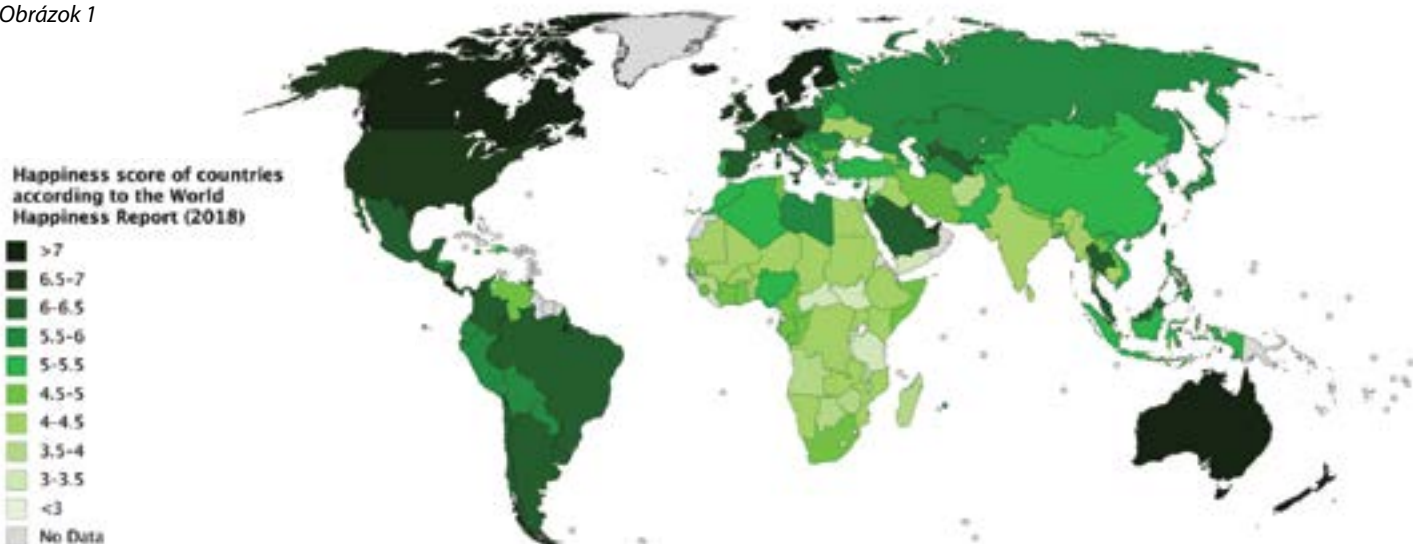 Obrázok 1
Happiness score of countries
according to the World
Happiness Report (2018)
>7
6.5-7
6-6.5
5.5-6
5-5.5
4.5-5
4-4.5
3.5-4
3-3.5
<3
No Data